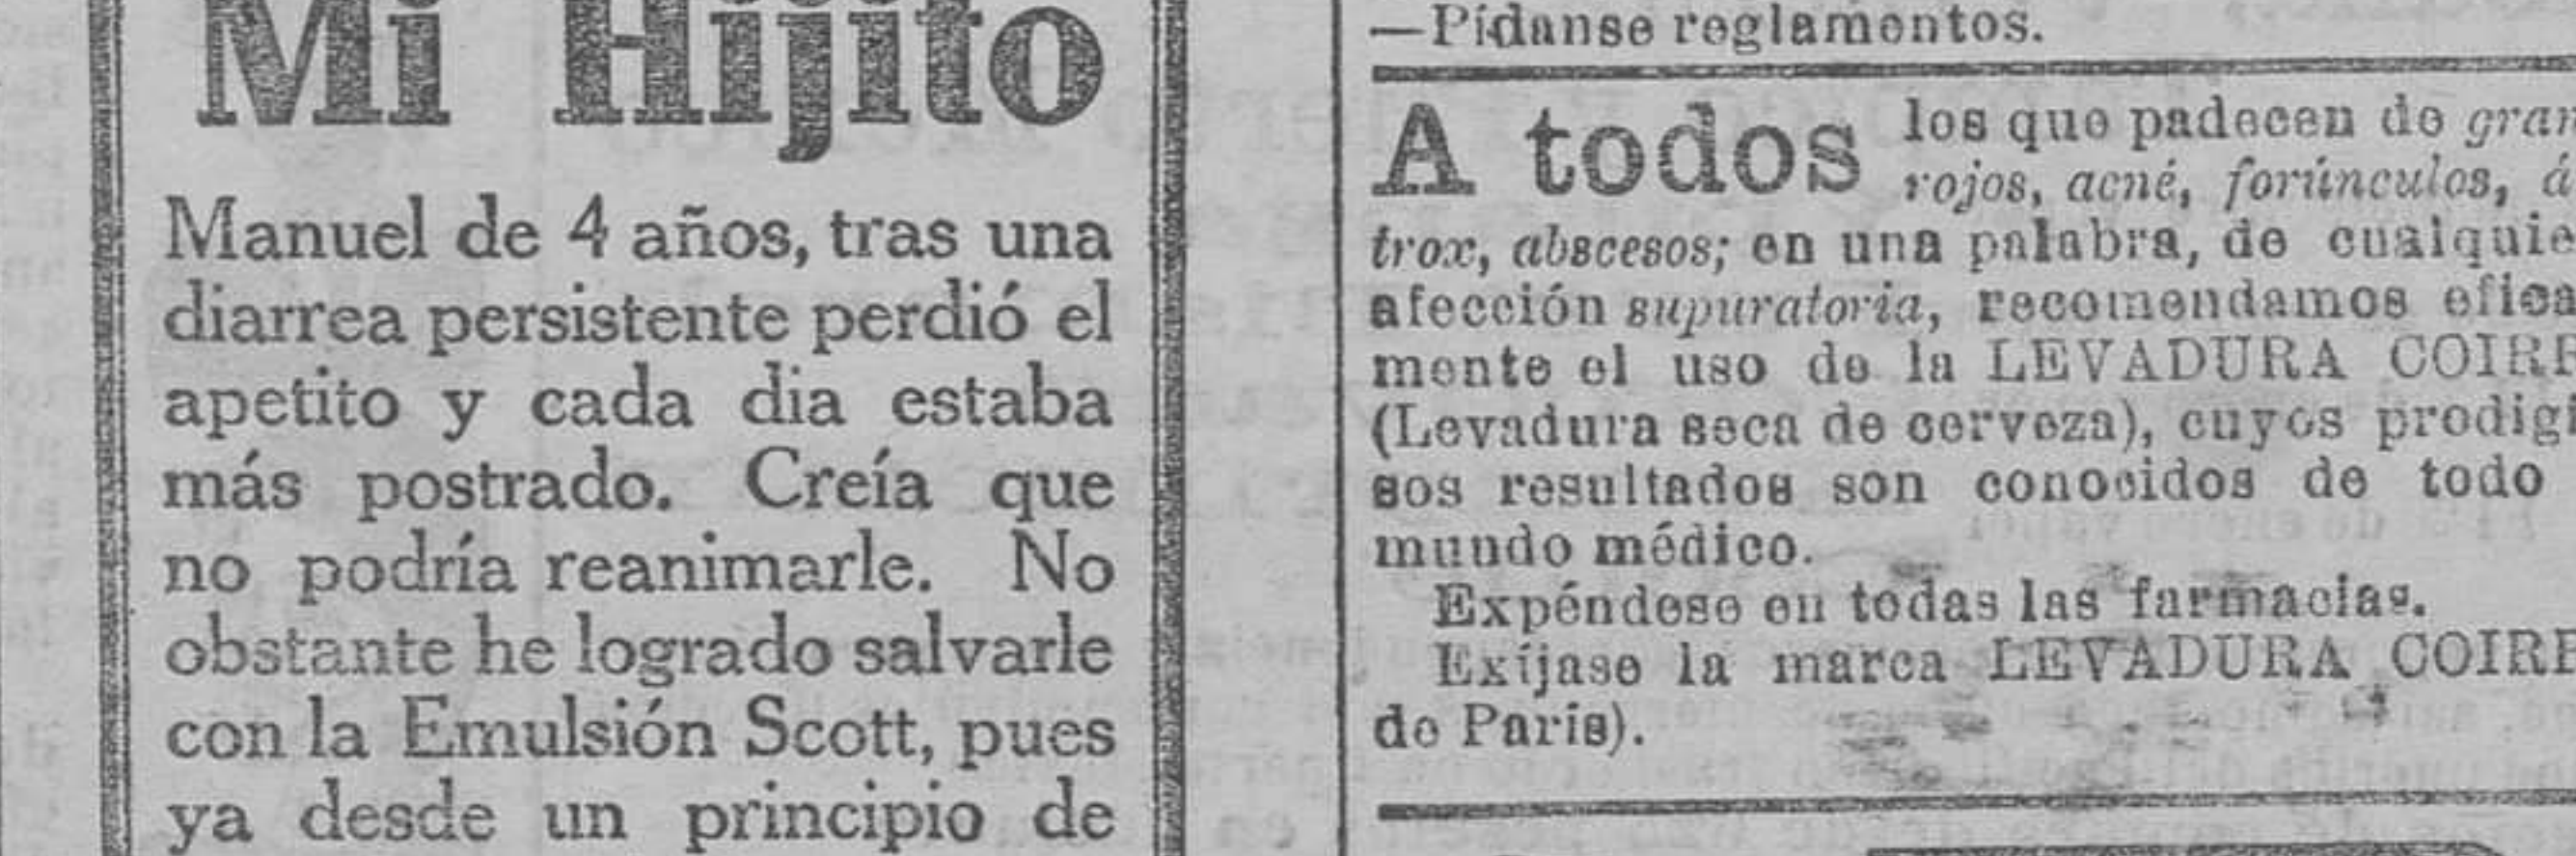 Mi Hijito
Manuel de 4 años, tras una
diarrea persistente perdió el
apetito y cada dia estaba
más postrado. Creía que
no podría reanimarle. No
obstante he logrado salvarle
con la Emulsión Scott, pues
ya desde un principio de
—Pídanse reglamentos.
A todos los que padecen de gran
rojos, acné, forúnculos, á
trox, abscesos; en una palabra, de cualquie
afección supuratoria, recomendamos efica
mente el uso de la LEVADURA COIRR
(Levadura seca de cerveza), cuyos prodigi
sos resultados son conocidos de todo
mundo médico.
Expéndese en todas las farmacias.
Exíjase la marca LEVADURA COIRR
de París).